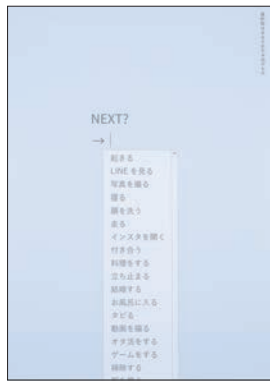 NEXT?
→
起きる
LINEを見る
写真を撮る
寝る
顔を洗う
走る
インスタを開く
付き合う
料理をする
立ち止まる
結婚する
お風呂に入る
タピる
動画を撮る
オタ活をする
ゲームをする
掃除する